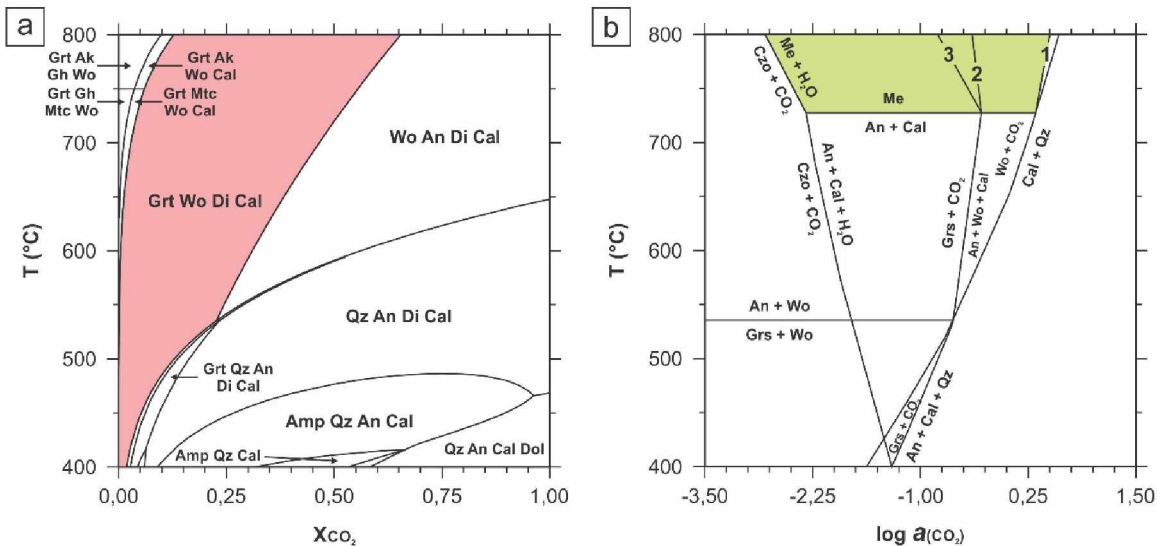 a
800
700
600
500
400
T (°C)
Grt Ak
Gh Wo
Grt Ak
Wo Cal
Grt Gh
Mtc Wo
Grt Mtc
Wo Cal
Wo An Di Cal
Grt Wo Di Cal
Qz An Di Cal
Grt Qz An
Di Cal
Amp Qz An Cal
Amp Qz Cal
Qz An Cal Dol
0,00 0,25 0,50 0,75 1,00
XCO₂
b
800
700
600
500
400
T (°C)
Me + H₂O
Czo + CO₂
3
2
1
Me
An + Cal
An + Cal + H₂O
Czo + CO₂
Grs + CO₂
An + Wo + Cal
Wo + CO₂
Cal + Qz
An + Wo
Grs + Wo
Grs + CO₂
An + Cal + Qz
-3,50 -2,25 -1,00 0,25 1,50
log a(CO₂)